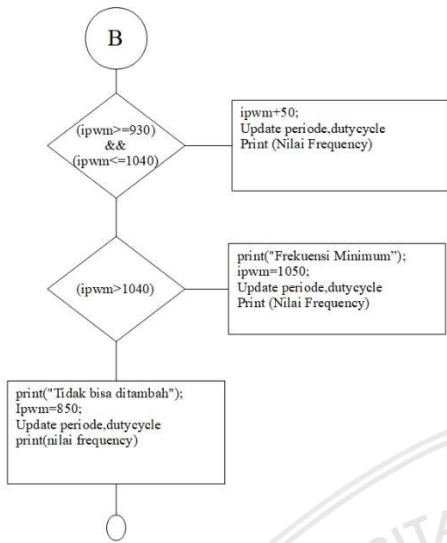 B
(ipwm>=930)
&&
(ipwm<=1040)
ipwm+50;
Update periode,dutycycle
Print (Nilai Frequency)
(ipwm>1040)
print("Frekuensi Minimum");
ipwm=1050;
Update periode,dutycycle
Print (Nilai Frequency)
print("Tidak bisa ditambah");
Ipwm=850;
Update periode,dutycycle
print(nilai frequency)
SITA